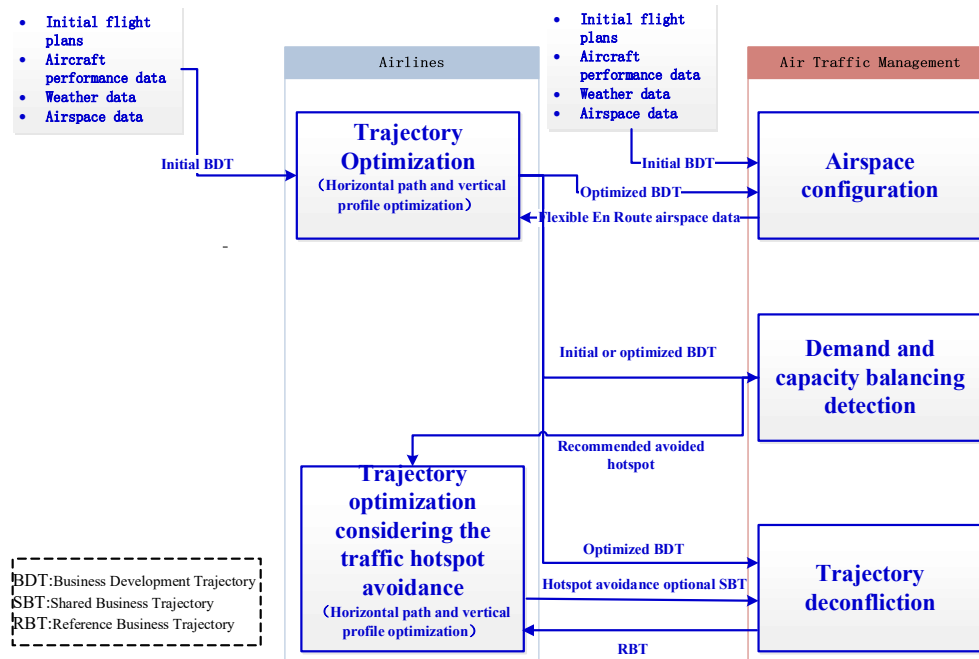 • Initial flight
plans
• Aircraft
performance data
• Weather data
• Airspace data
• Initial flight
plans
• Aircraft
performance data
• Weather data
• Airspace data
Airlines
Air Traffic Management
Initial BDT
Trajectory
Optimization
（Horizontal path and vertical
profile optimization）
Initial BDT
Optimized BDT
Flexible En Route airspace data
Airspace
configuration
Initial or optimized BDT
Demand and
capacity balancing
detection
Recommended avoided
hotspot
Trajectory
optimization
considering the
traffic hotspot
avoidance
（Horizontal path and vertical
profile optimization）
Optimized BDT
Hotspot avoidance optional SBT
RBT
Trajectory
deconfliction
BDT:Business Development Trajectory
SBT:Shared Business Trajectory
RBT:Reference Business Trajectory